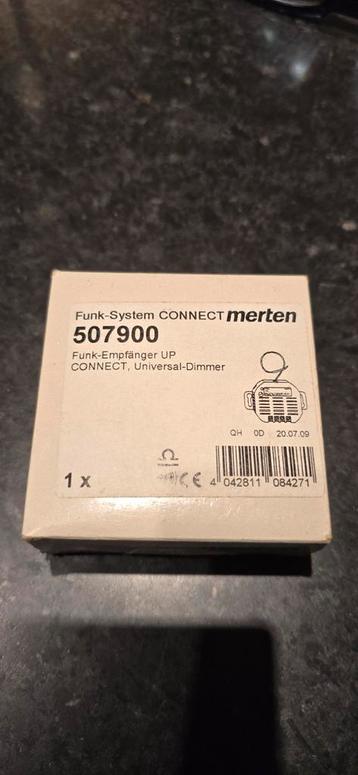 Funk-System CONNECT merten
507900
Funk-Empfänger UP
CONNECT, Universal-Dimmer
QH 0D 20.07.09
1 x
CE
4 042811 084271